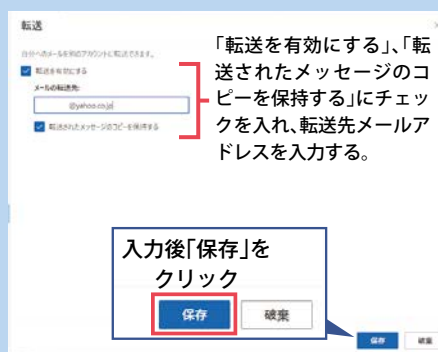 転送
自分へのメールを別のアカウントに転送できます。
転送を有効にする
メールの転送先:
@yahoo.co.jp
転送されたメッセージのコピーを保持する
「転送を有効にする」、「転
送されたメッセージのコ
ピーを保持する」にチェッ
クを入れ、転送先メールア
ドレスを入力する。
入力後「保存」を
クリック
保存 破棄
保存 破棄